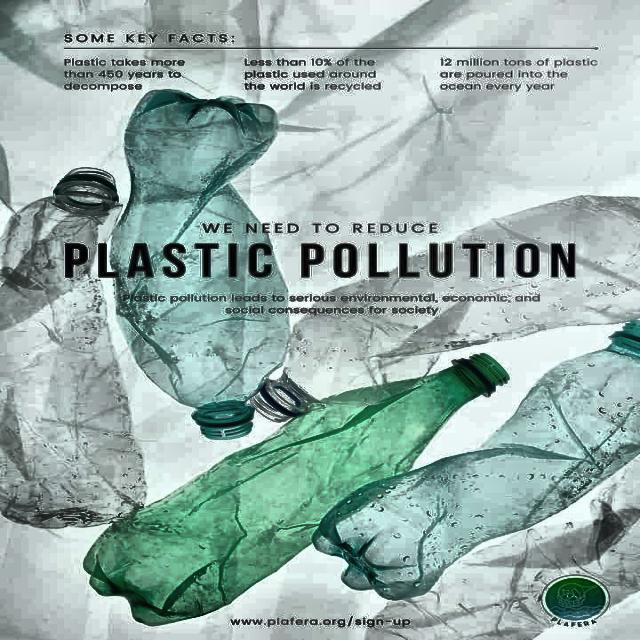 SOME KEY FACTS:
Plastic takes more
than 450 years to
decompose
Less than 10% of the
plastic used around
the world is recycled
12 million tons of plastic
are poured into the
ocean every year
WE NEED TO REDUCE
PLASTIC POLLUTION
Plastic pollution leads to serious environmental, economic, and
social consequences for society
www.plafera.org/sign-up
PLAFERA